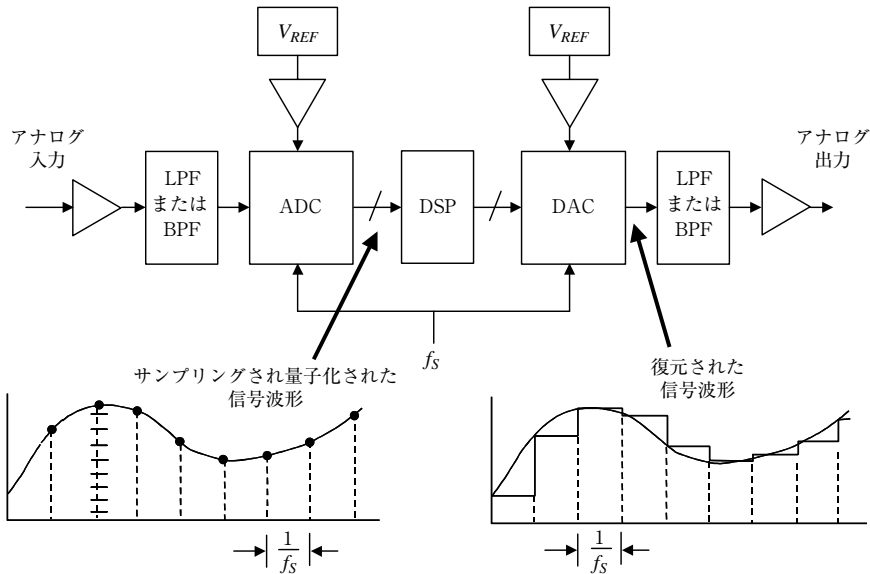 V_REF
V_REF
アナログ
入力
LPF
または
BPF
ADC
DSP
DAC
LPF
または
BPF
アナログ
出力
f_S
サンプリングされ量子化された
信号波形
復元された
信号波形
1/f_S
1/f_S